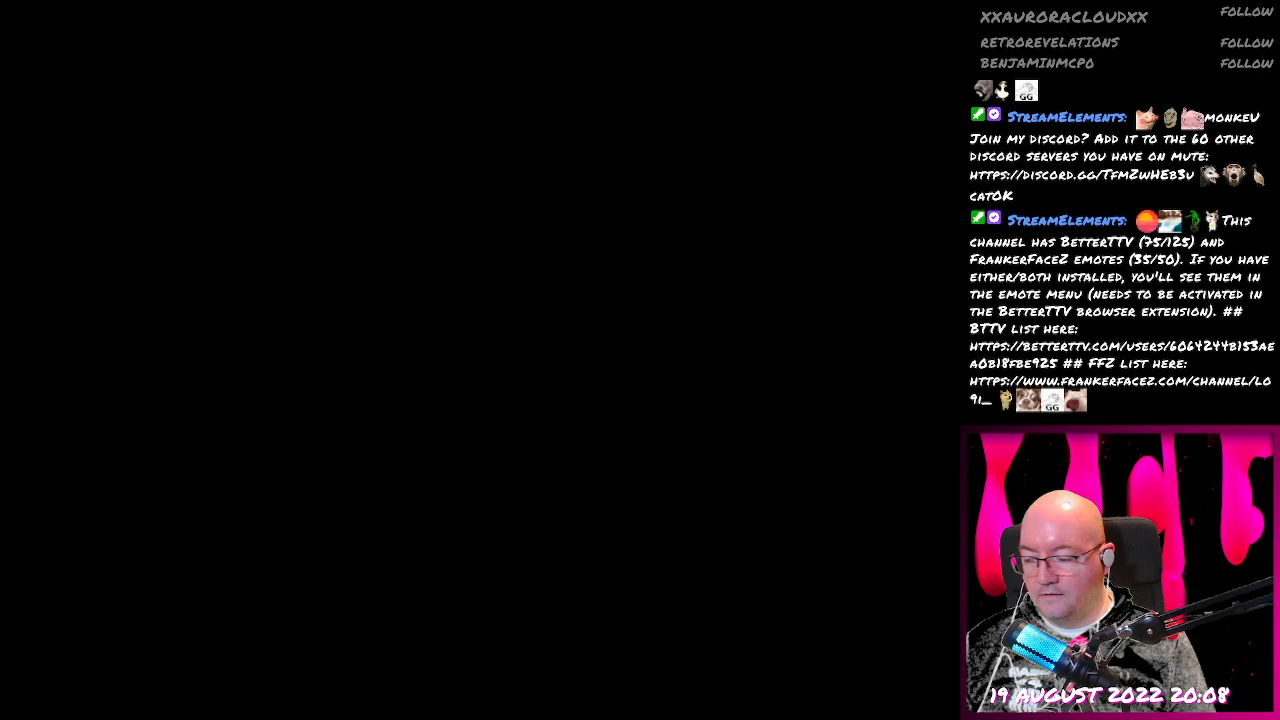 XXAURORACLOUDXX FOLLOW
RETROREVELATIONS FOLLOW
BENJAMINMCPO FOLLOW
GG
StreamElements: monkeU
Join my discord? Add it to the 60 other
discord servers you have on mute:
https://discord.gg/TfmZwHEb3u
catOK
StreamElements: This
channel has BetterTTV (75/125) and
FrankerFaceZ emotes (35/50). If you have
either/both installed, you'll see them in
the emote menu (needs to be activated in
the BetterTTV browser extension). ##
BTTV list here:
https://betterttv.com/users/6064244b153ae
a0b18fbe925 ## FFZ list here:
https://www.frankerfacez.com/channel/lo
91_ GG
19 AUGUST 2022 20:08